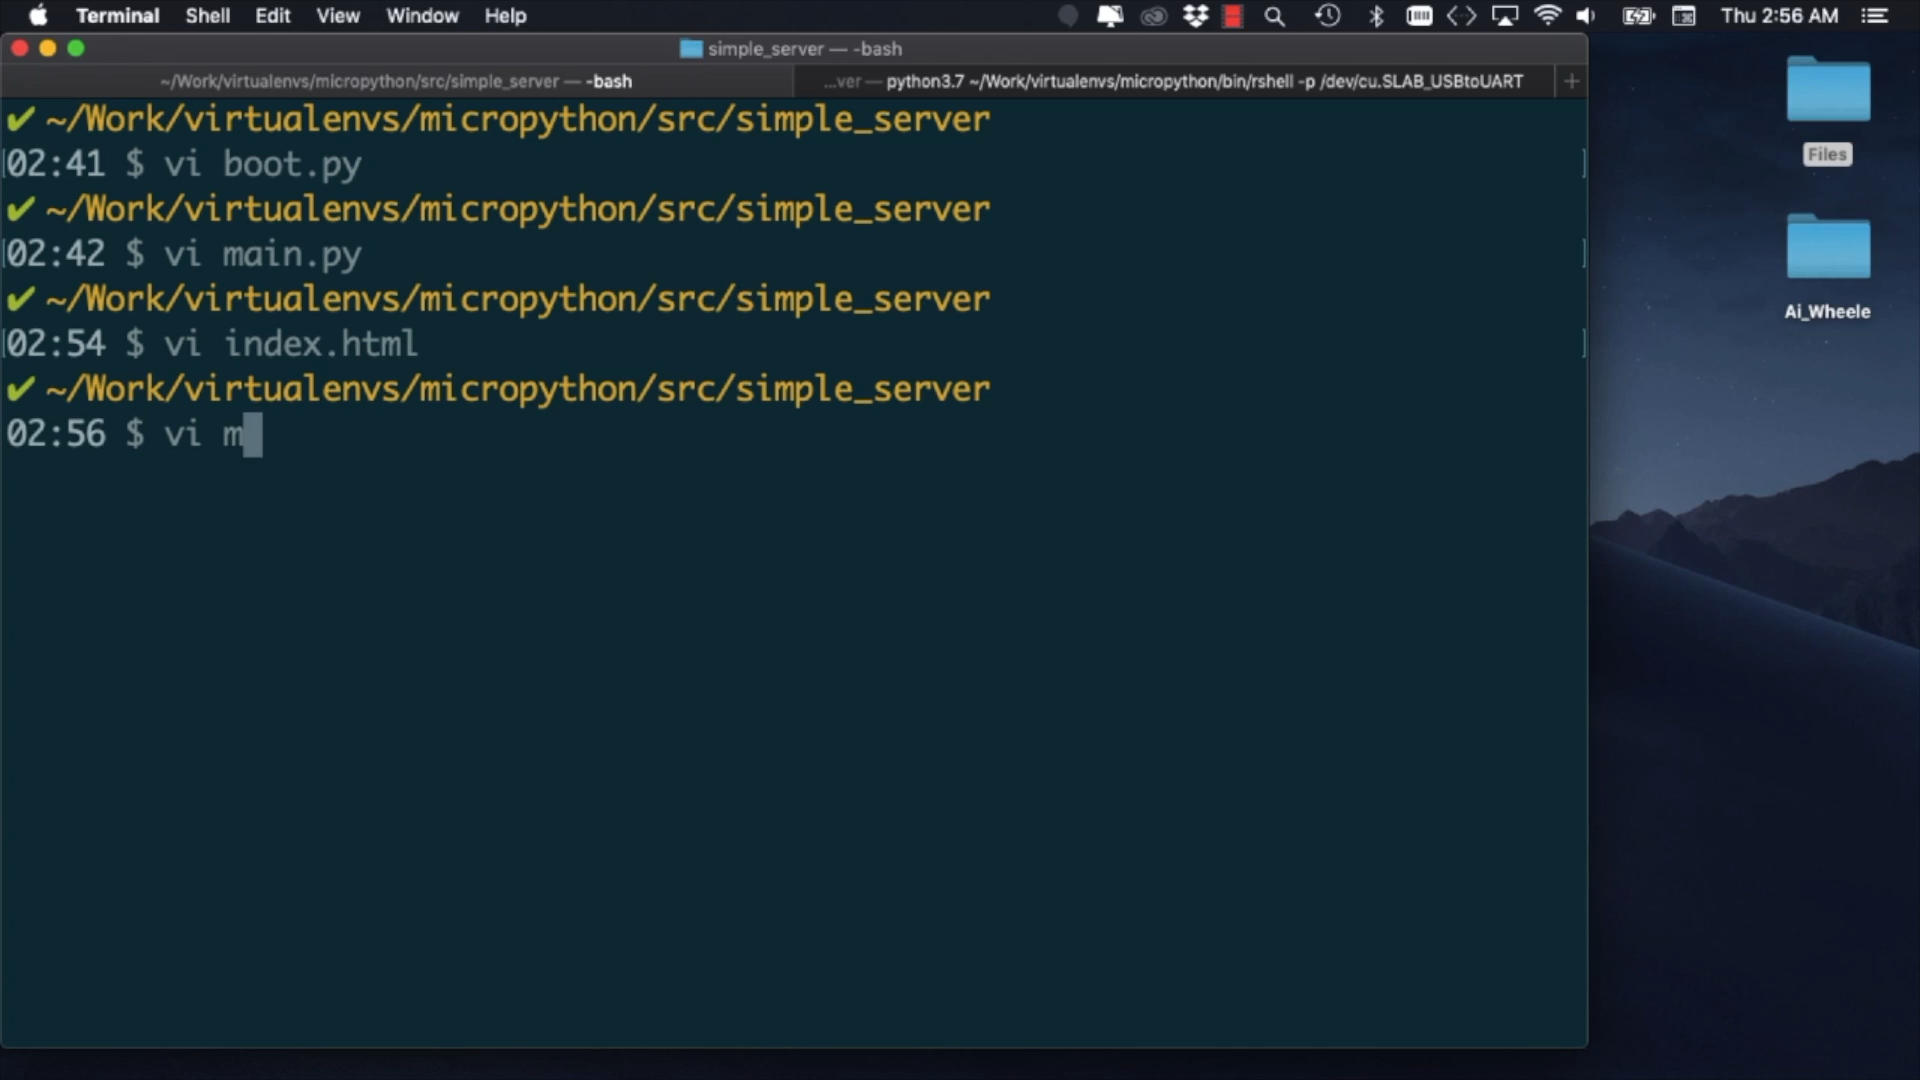 Terminal Shell Edit View Window Help Thu 2:56 AM
simple_server — -bash
~/Work/virtualenvs/micropython/src/simple_server — -bash
...ver — python3.7 ~/Work/virtualenvs/micropython/bin/rshell -p /dev/cu.SLAB_USBtoUART +
✔ ~/Work/virtualenvs/micropython/src/simple_server
[02:41 $ vi boot.py ]
✔ ~/Work/virtualenvs/micropython/src/simple_server
[02:42 $ vi main.py ]
✔ ~/Work/virtualenvs/micropython/src/simple_server
[02:54 $ vi index.html ]
✔ ~/Work/virtualenvs/micropython/src/simple_server
02:56 $ vi m
Files
Ai_Wheele